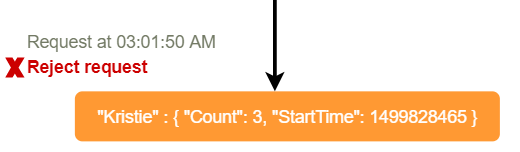 Request at 03:01:50 AM
Reject request
"Kristie" : { "Count": 3, "StartTime": 1499828465 }